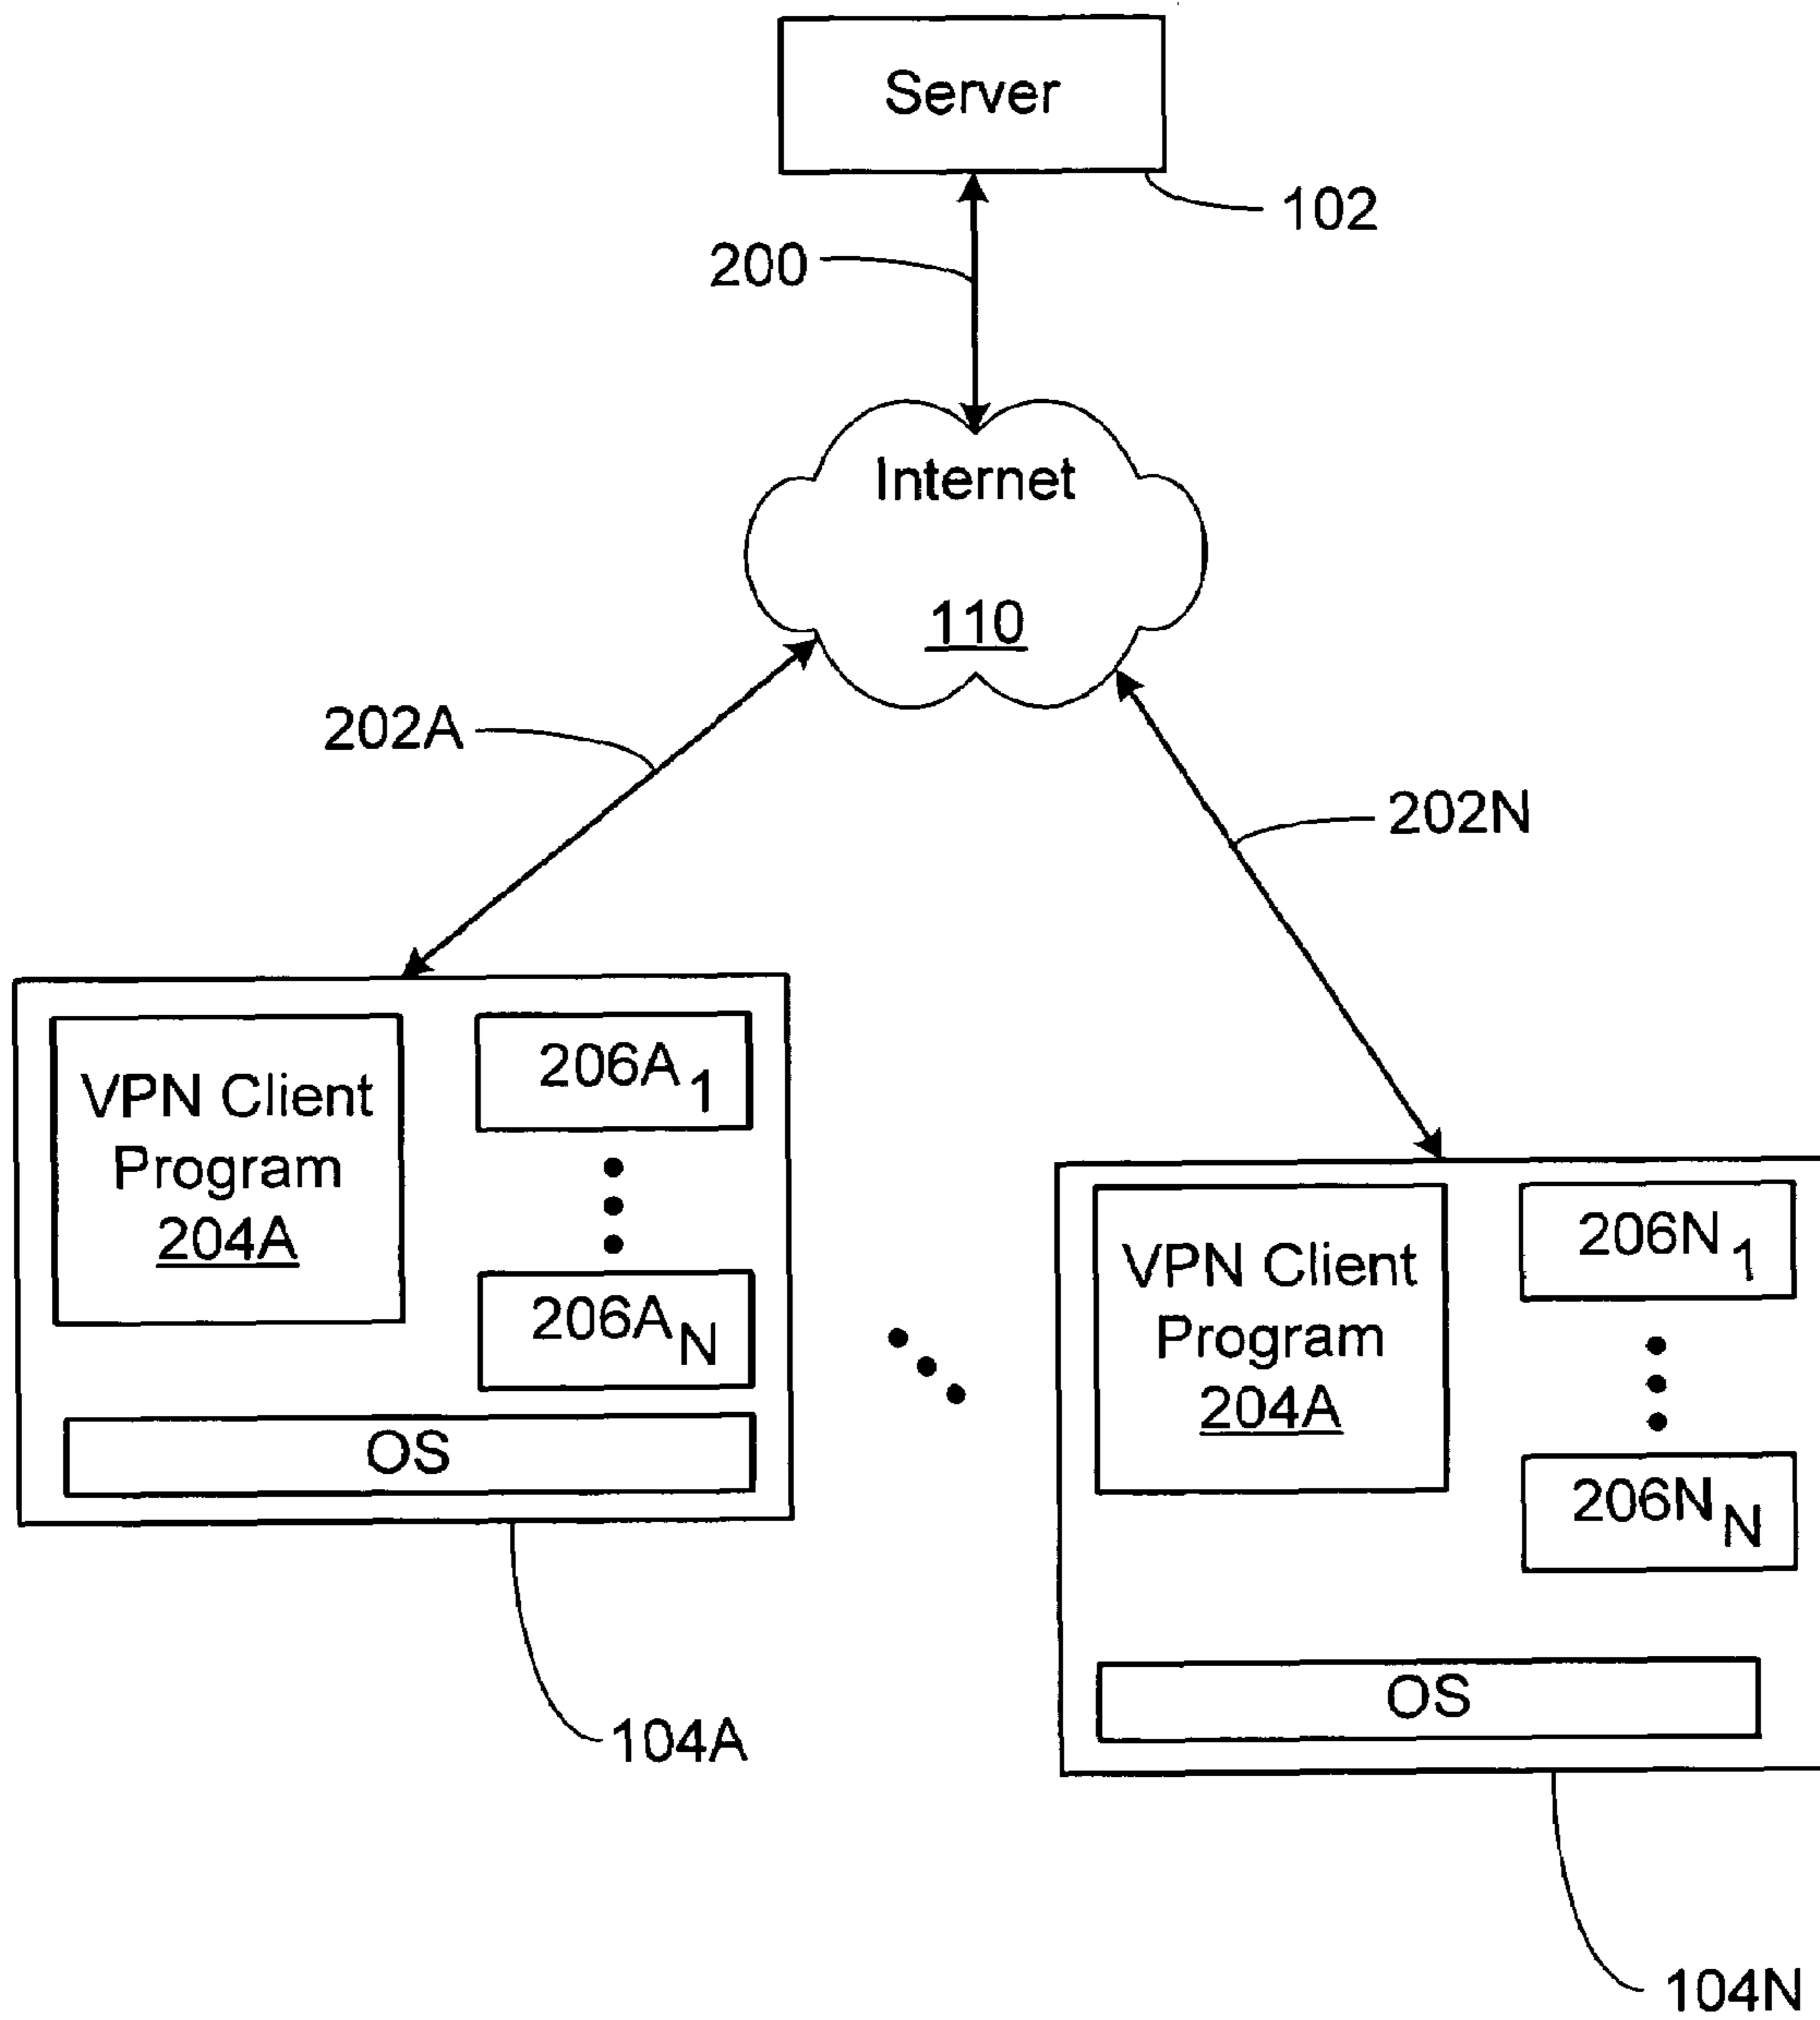 Server
102
200
Internet
110
202A
202N
VPN Client
Program
204A
206A1
206AN
OS
104A
VPN Client
Program
204A
206N1
206NN
OS
104N